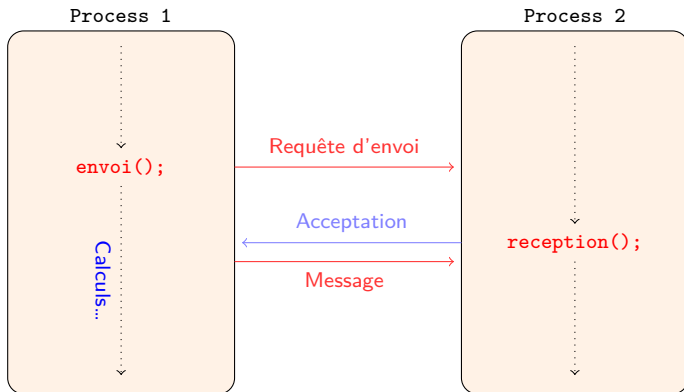 Process 1
Process 2
Requête d'envoi
envoi();
Acceptation
reception();
Calculs...
Message